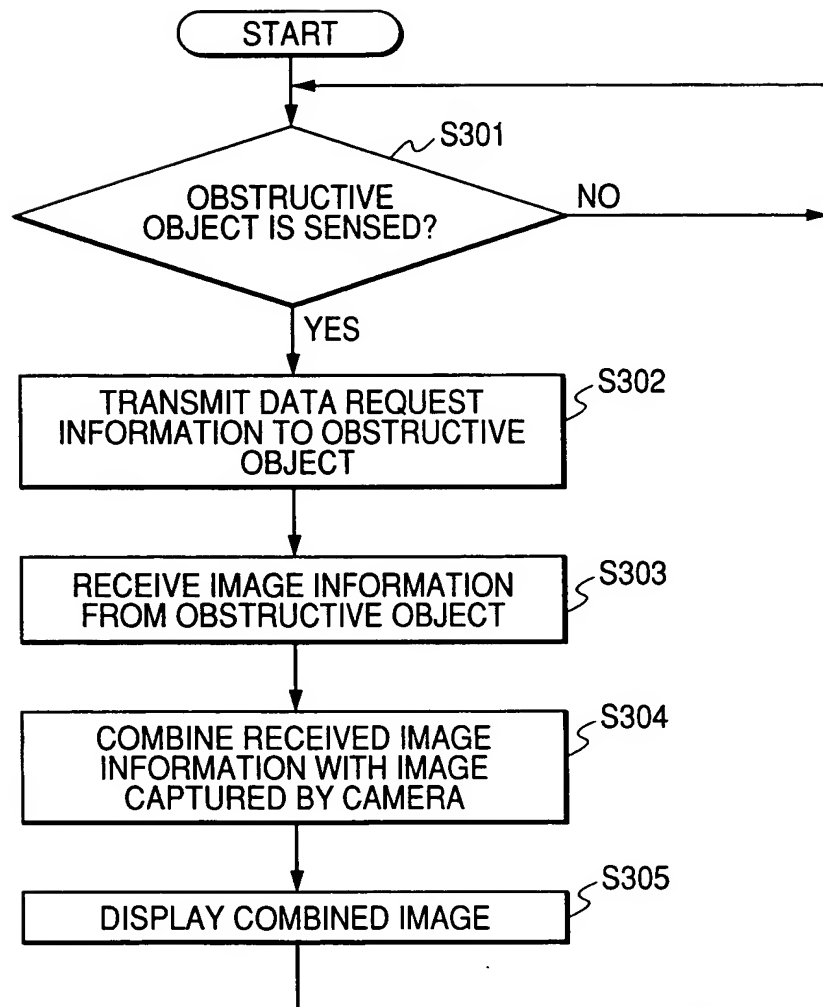 START
S301
OBSTRUCTIVE
OBJECT IS SENSED?
NO
YES
S302
TRANSMIT DATA REQUEST
INFORMATION TO OBSTRUCTIVE
OBJECT
S303
RECEIVE IMAGE INFORMATION
FROM OBSTRUCTIVE OBJECT
S304
COMBINE RECEIVED IMAGE
INFORMATION WITH IMAGE
CAPTURED BY CAMERA
S305
DISPLAY COMBINED IMAGE